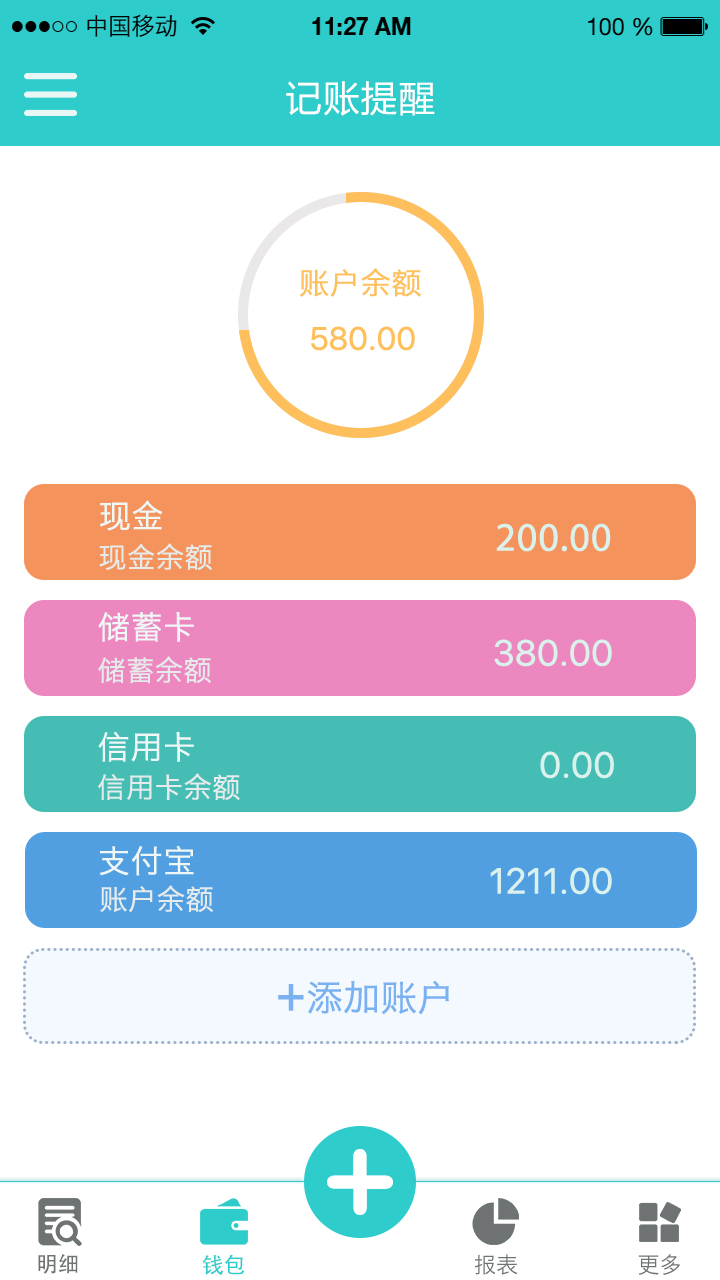 中国移动 11:27 AM 100 %
记账提醒
账户余额
580.00
现金
现金余额
200.00
储蓄卡
储蓄余额
380.00
信用卡
信用卡余额
0.00
支付宝
账户余额
1211.00
+添加账户
明细 钱包 报表 更多